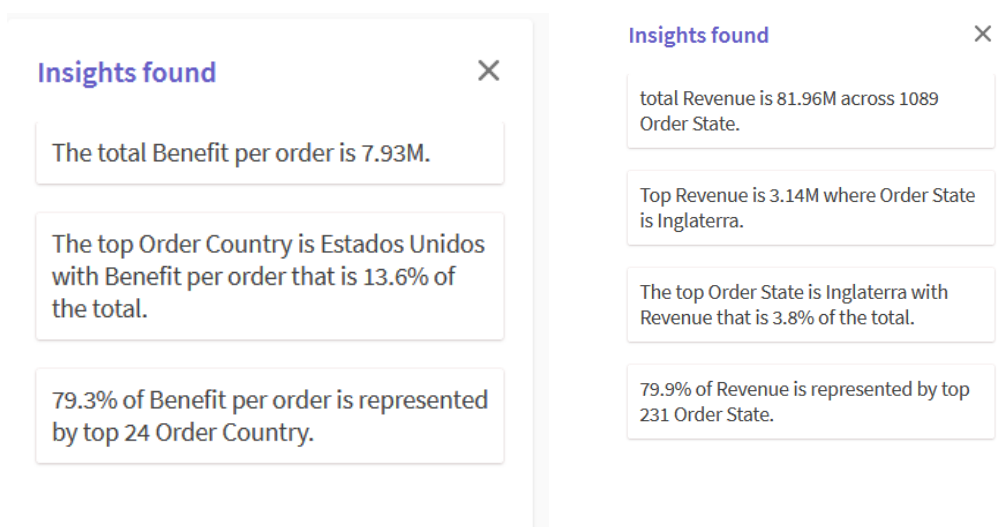 Insights found
The total Benefit per order is 7.93M.
The top Order Country is Estados Unidos
with Benefit per order that is 13.6% of
the total.
79.3% of Benefit per order is represented
by top 24 Order Country.
Insights found
total Revenue is 81.96M across 1089
Order State.
Top Revenue is 3.14M where Order State
is Inglaterra.
The top Order State is Inglaterra with
Revenue that is 3.8% of the total.
79.9% of Revenue is represented by top
231 Order State.